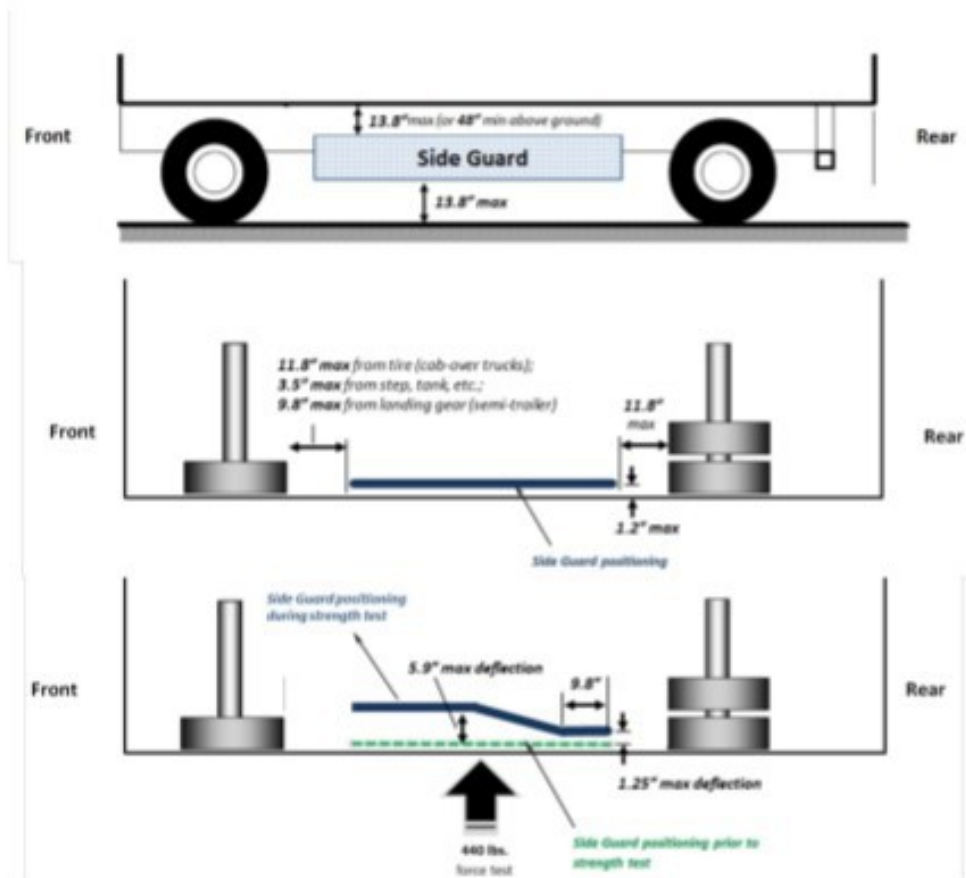 13.8" max (or 48" min above ground)
Front
Rear
Side Guard
13.8" max
11.8" max from tire (cab-over trucks);
3.5" max from step, tank, etc.;
9.8" max from landing gear (semi-trailer)
11.8"
max
Front
Rear
1.2" max
Side Guard positioning
Side Guard positioning
during strength test
5.9" max deflection
9.8"
Front
Rear
1.25" max deflection
440 lbs.
force test
Side Guard positioning prior to
strength test